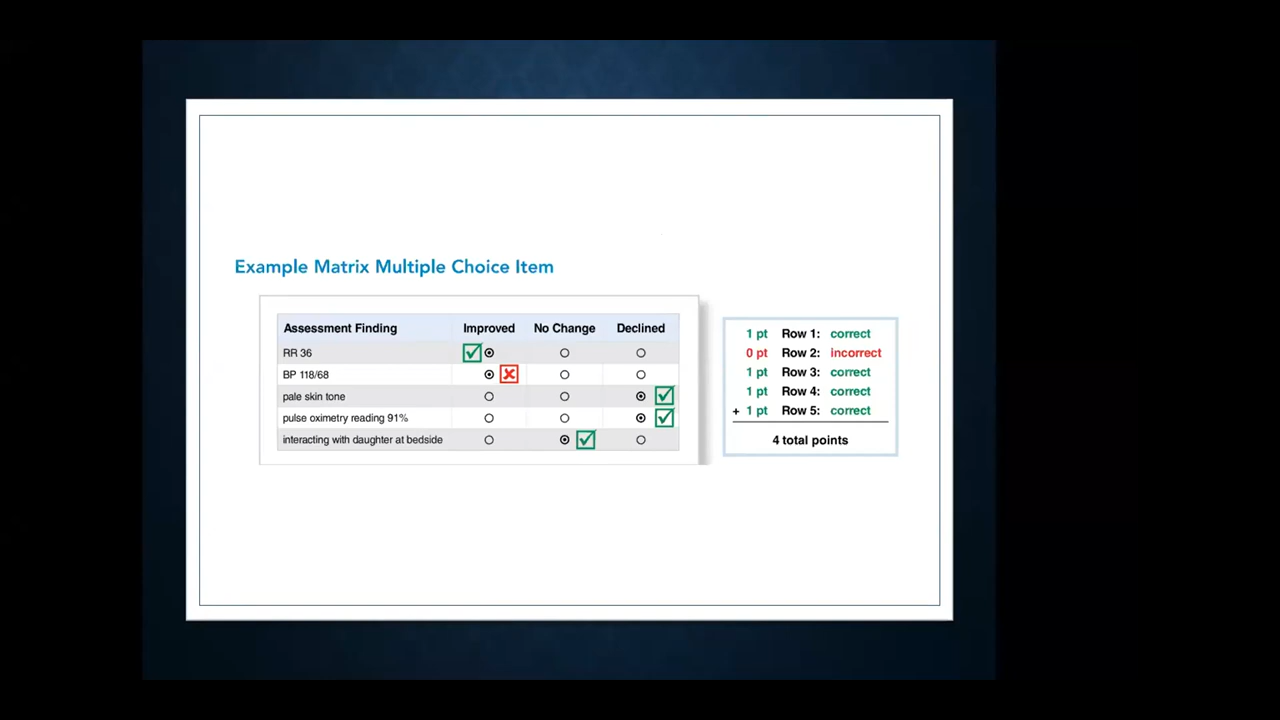 Example Matrix Multiple Choice Item
Assessment Finding Improved No Change Declined
RR 36
BP 118/68
pale skin tone
pulse oximetry reading 91%
interacting with daughter at bedside
1 pt Row 1: correct
0 pt Row 2: incorrect
1 pt Row 3: correct
1 pt Row 4: correct
+ 1 pt Row 5: correct
4 total points